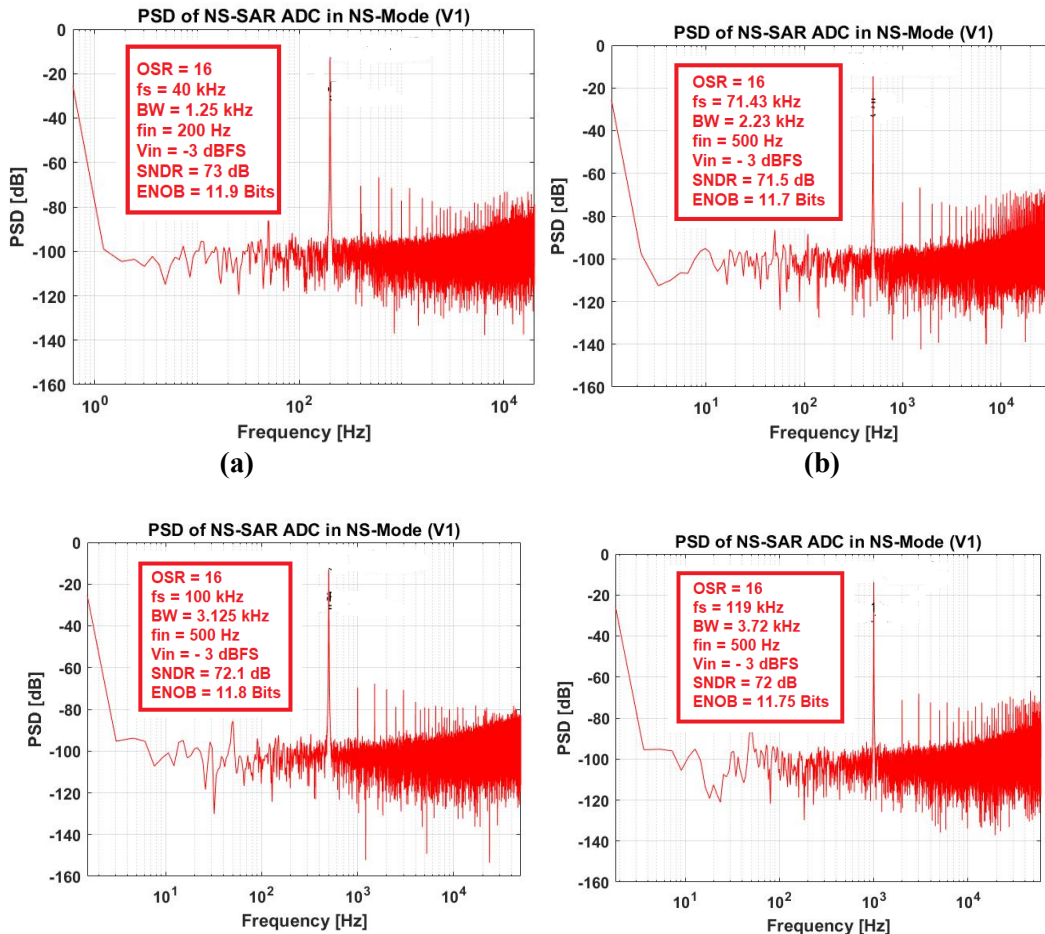 PSD of NS-SAR ADC in NS-Mode (V1)
0
-20
-40
-60
-80
-100
-120
-140
-160
PSD [dB]
OSR = 16
fs = 40 kHz
BW = 1.25 kHz
fin = 200 Hz
Vin = -3 dBFS
SNDR = 73 dB
ENOB = 11.9 Bits
10^0
10^2
10^4
Frequency [Hz]
(a)
PSD of NS-SAR ADC in NS-Mode (V1)
0
-20
-40
-60
-80
-100
-120
-140
-160
PSD [dB]
OSR = 16
fs = 71.43 kHz
BW = 2.23 kHz
fin = 500 Hz
Vin = - 3 dBFS
SNDR = 71.5 dB
ENOB = 11.7 Bits
10^1
10^2
10^3
10^4
Frequency [Hz]
(b)
PSD of NS-SAR ADC in NS-Mode (V1)
0
-20
-40
-60
-80
-100
-120
-140
-160
PSD [dB]
OSR = 16
fs = 100 kHz
BW = 3.125 kHz
fin = 500 Hz
Vin = - 3 dBFS
SNDR = 72.1 dB
ENOB = 11.8 Bits
10^1
10^2
10^3
10^4
Frequency [Hz]
PSD of NS-SAR ADC in NS-Mode (V1)
0
-20
-40
-60
-80
-100
-120
-140
-160
PSD [dB]
OSR = 16
fs = 119 kHz
BW = 3.72 kHz
fin = 500 Hz
Vin = - 3 dBFS
SNDR = 72 dB
ENOB = 11.75 Bits
10^1
10^2
10^3
10^4
Frequency [Hz]